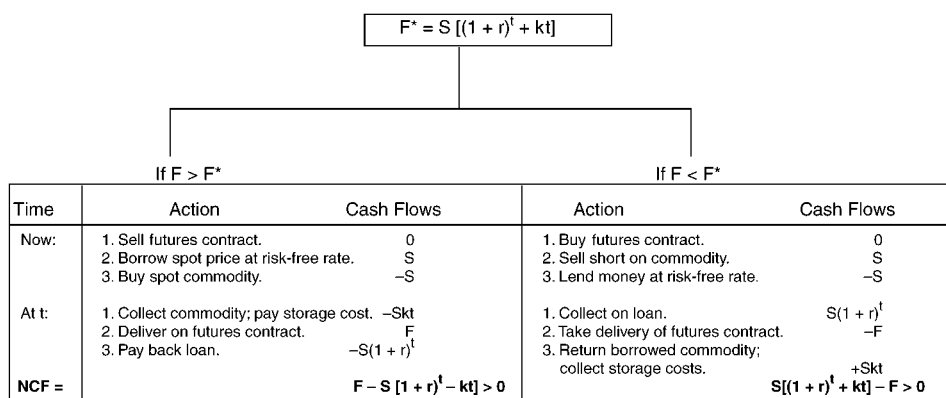 F* = S [(1 + r)^t + kt]
If F > F*
If F < F*
Time Action Cash Flows Action Cash Flows
Now: 1. Sell futures contract. 0 1. Buy futures contract. 0
2. Borrow spot price at risk-free rate. S 2. Sell short on commodity. S
3. Buy spot commodity. –S 3. Lend money at risk-free rate. –S
At t: 1. Collect commodity; pay storage cost. –Skt 1. Collect on loan. S(1 + r)^t
2. Deliver on futures contract. F 2. Take delivery of futures contract. –F
3. Pay back loan. –S(1 + r)^t 3. Return borrowed commodity;
collect storage costs. +Skt
NCF = F – S [1 + r)^t – kt] > 0 S[(1 + r)^t + kt] – F > 0